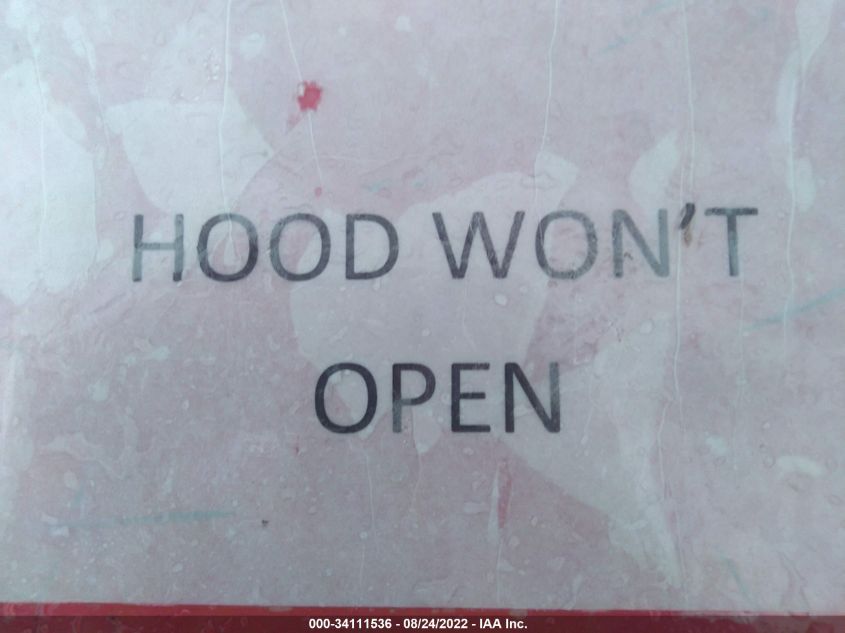 HOOD WON'T
OPEN
000-34111536 - 08/24/2022 - IAA Inc.